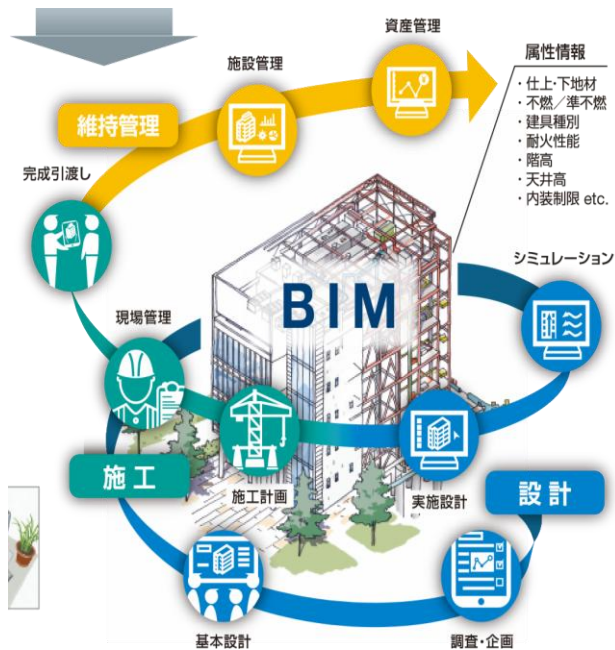 資産管理
施設管理
属性情報
・仕上・下地材
・不燃／準不燃
・建具種別
・耐火性能
・階高
・天井高
・内装制限 etc.
維持管理
完成引渡し
シミュレーション
BIM
現場管理
施工
施工計画
実施設計
設計
基本設計
調査・企画